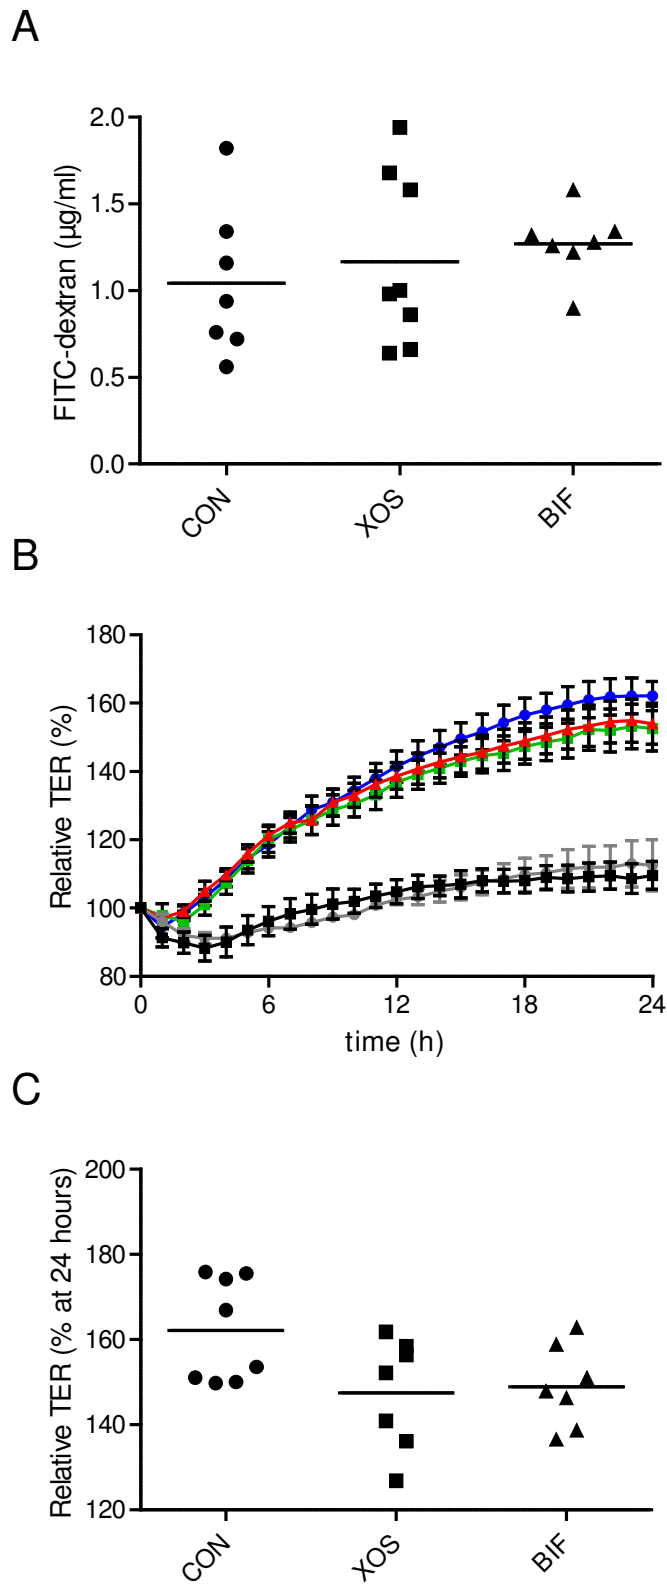 A
FITC-dextran (µg/ml)
2.0
1.5
1.0
0.5
0.0
CON
XOS
BIF
B
Relative TER (%)
180
160
140
120
100
80
0
6
12
18
24
time (h)
C
Relative TER (% at 24 hours)
200
180
160
140
120
CON
XOS
BIF